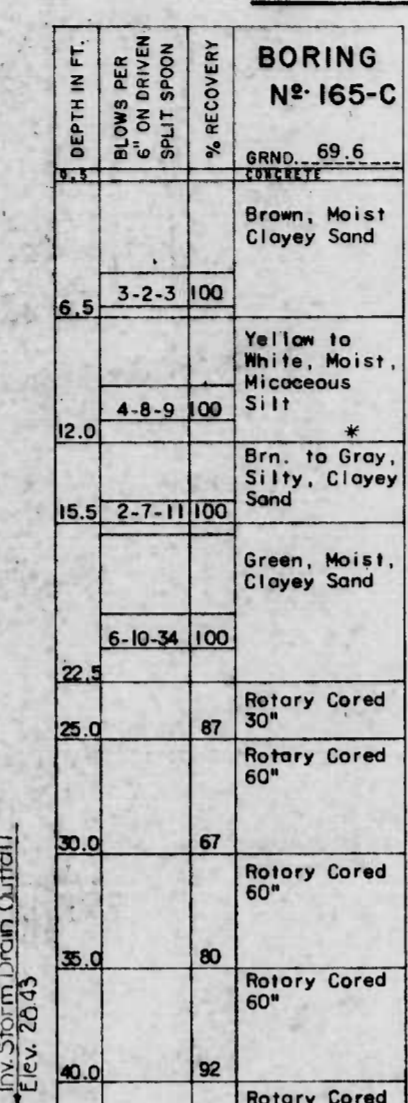 DEPTH IN FT.
BLOWS PER
6" ON DRIVEN
SPLIT SPOON
% RECOVERY
BORING
Nº· 165-C
GRND. 69.6
0.5
CONCRETE
Brown, Moist
Clayey Sand
3-2-3 100
6.5
Yellow to
White, Moist,
Micaceous
Silt
4-8-9 100
*
12.0
Brn. to Gray,
Silty, Clayey
Sand
15.5 2-7-11 100
Green, Moist,
Clayey Sand
6-10-34 100
22.5
Rotary Cored
30"
25.0 87
Rotary Cored
60"
30.0 67
Rotary Cored
60"
35.0 80
Rotary Cored
60"
40.0 92
Rotary Cored
Inv. Storm Drain Outfall
Elev. 28.43